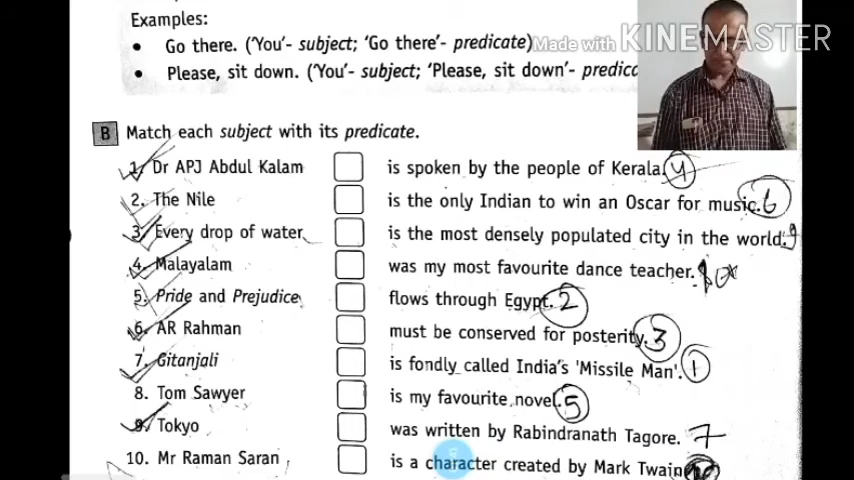 Examples:
• Go there. ('You'- subject; 'Go there'- predicate)
Made with KINEMASTER
• Please, sit down. ('You'- subject; 'Please, sit down'-
B Match each subject with its predicate.
1. Dr APJ Abdul Kalam is spoken by the people of Kerala. 4
2. The Nile is the only Indian to win an Oscar for music. 6
3. Every drop of water is the most densely populated city in the world. 9
4. Malayalam was my most favourite dance teacher.
5. Pride and Prejudice flows through Egypt. 2
6. AR Rahman must be conserved for posterity. 3
7. Gitanjali is fondly called India's 'Missile Man'. 1
8. Tom Sawyer is my favourite novel. 5
9. Tokyo was written by Rabindranath Tagore. 7
10. Mr Raman Saran is a character created by Mark Twain